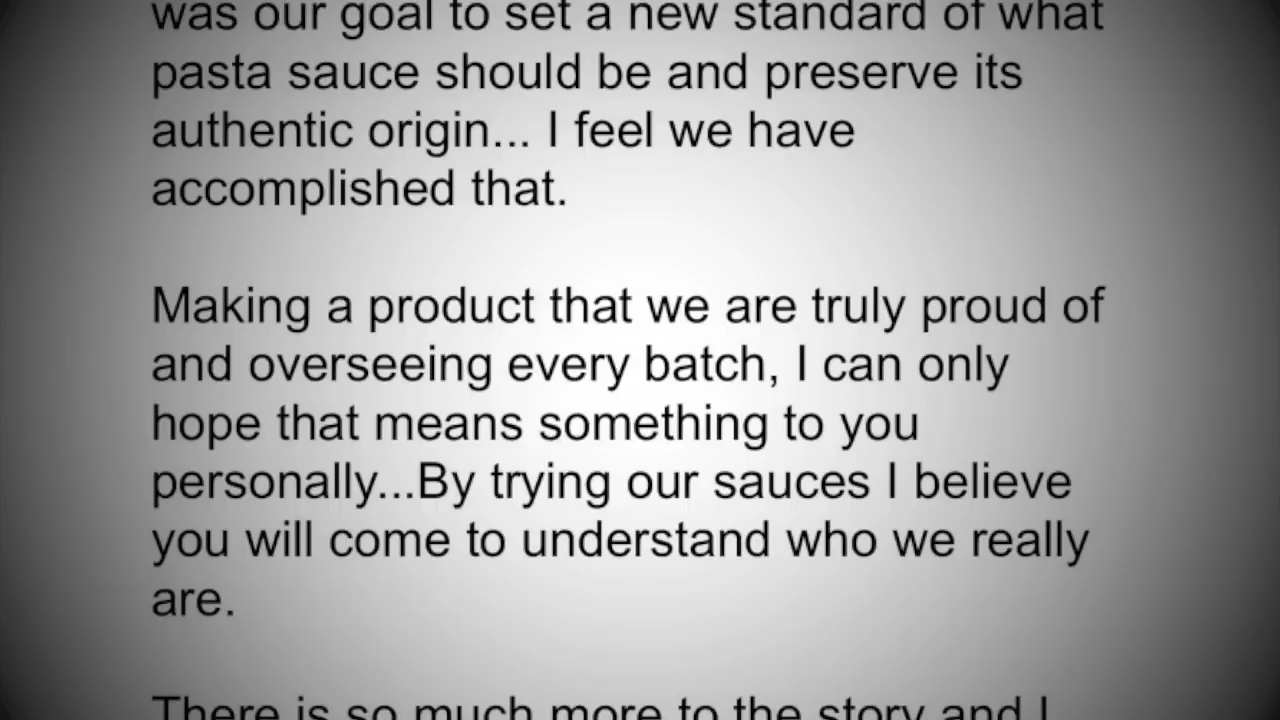 was our goal to set a new standard of what
pasta sauce should be and preserve its
authentic origin... I feel we have
accomplished that.
Making a product that we are truly proud of
and overseeing every batch, I can only
hope that means something to you
personally...By trying our sauces I believe
you will come to understand who we really
are.
There is so much more to the story and I